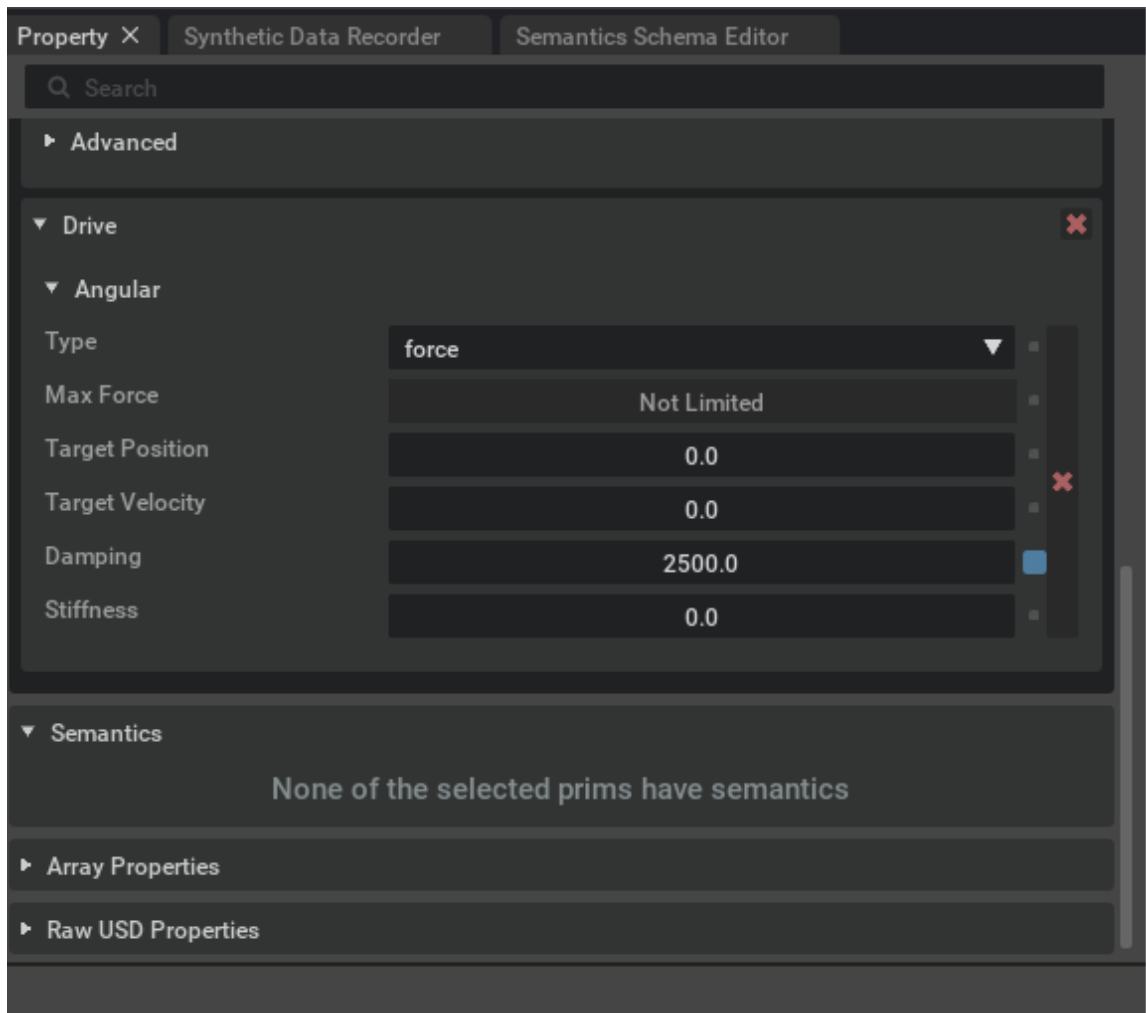 Property
Synthetic Data Recorder
Semantics Schema Editor
Search
Advanced
Drive
Angular
Type force
Max Force Not Limited
Target Position 0.0
Target Velocity 0.0
Damping 2500.0
Stiffness 0.0
Semantics
None of the selected prims have semantics
Array Properties
Raw USD Properties